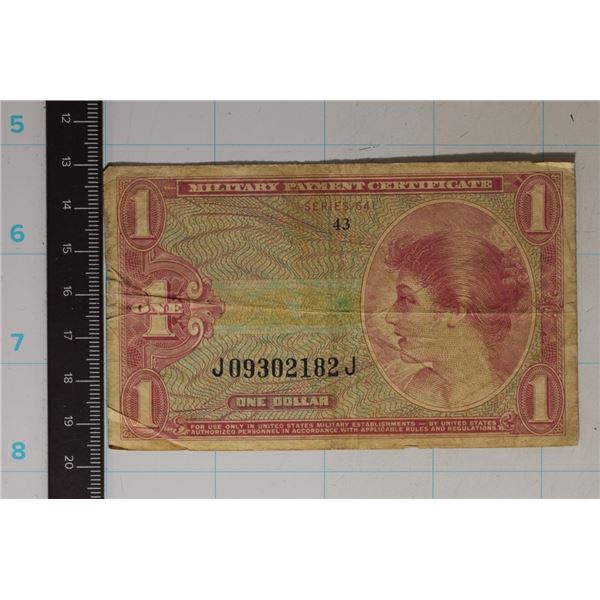 5
6
7
8
12
13
14
15
16
17
18
19
20
1
MILITARY PAYMENT CERTIFICATE
1
SERIES 641
43
1
ONE
J09302182J
1
ONE DOLLAR
1
FOR USE ONLY IN UNITED STATES MILITARY ESTABLISHMENTS — BY UNITED STATES
AUTHORIZED PERSONNEL IN ACCORDANCE WITH APPLICABLE RULES AND REGULATIONS.